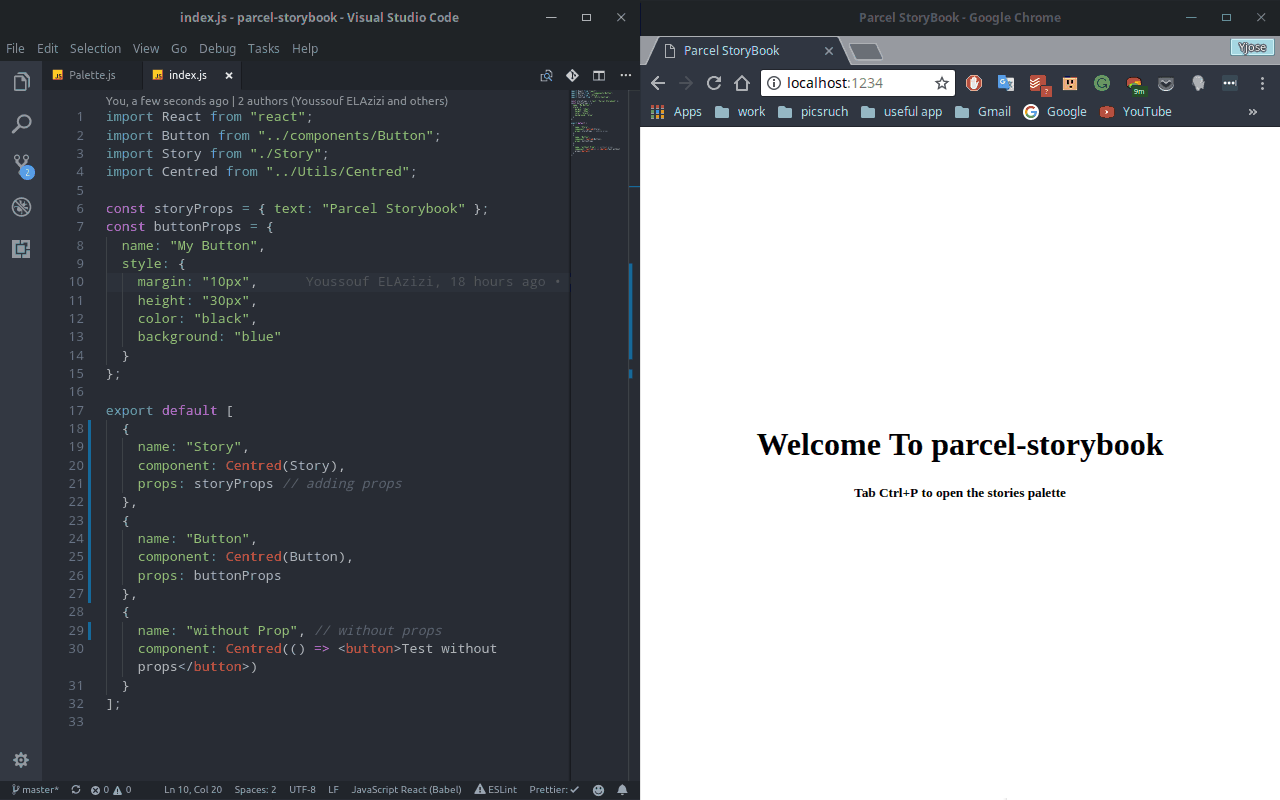 index.js - parcel-storybook - Visual Studio Code
File Edit Selection View Go Debug Tasks Help
JS Palette.js JS index.js
You, a few seconds ago | 2 authors (Youssouf ELAzizi and others)
1 import React from "react";
2 import Button from "../components/Button";
3 import Story from "./Story";
4 import Centred from "../Utils/Centred";
5
6 const storyProps = { text: "Parcel Storybook" };
7 const buttonProps = {
8 name: "My Button",
9 style: {
10 margin: "10px", Youssouf ELAzizi, 18 hours ago •
11 height: "30px",
12 color: "black",
13 background: "blue"
14 }
15 };
16
17 export default [
18 {
19 name: "Story",
20 component: Centred(Story),
21 props: storyProps // adding props
22 },
23 {
24 name: "Button",
25 component: Centred(Button),
26 props: buttonProps
27 },
28 {
29 name: "without Prop", // without props
30 component: Centred(() => <button>Test without
props</button>)
31 }
32 ];
33
2
master* 0 0 Ln 10, Col 20 Spaces: 2 UTF-8 LF JavaScript React (Babel) ESLint Prettier: ✓
Parcel StoryBook - Google Chrome
Parcel StoryBook
Yjose
localhost:1234
? 9m
Apps work picsruch useful app Gmail Google YouTube »
Welcome To parcel-storybook
Tab Ctrl+P to open the stories palette